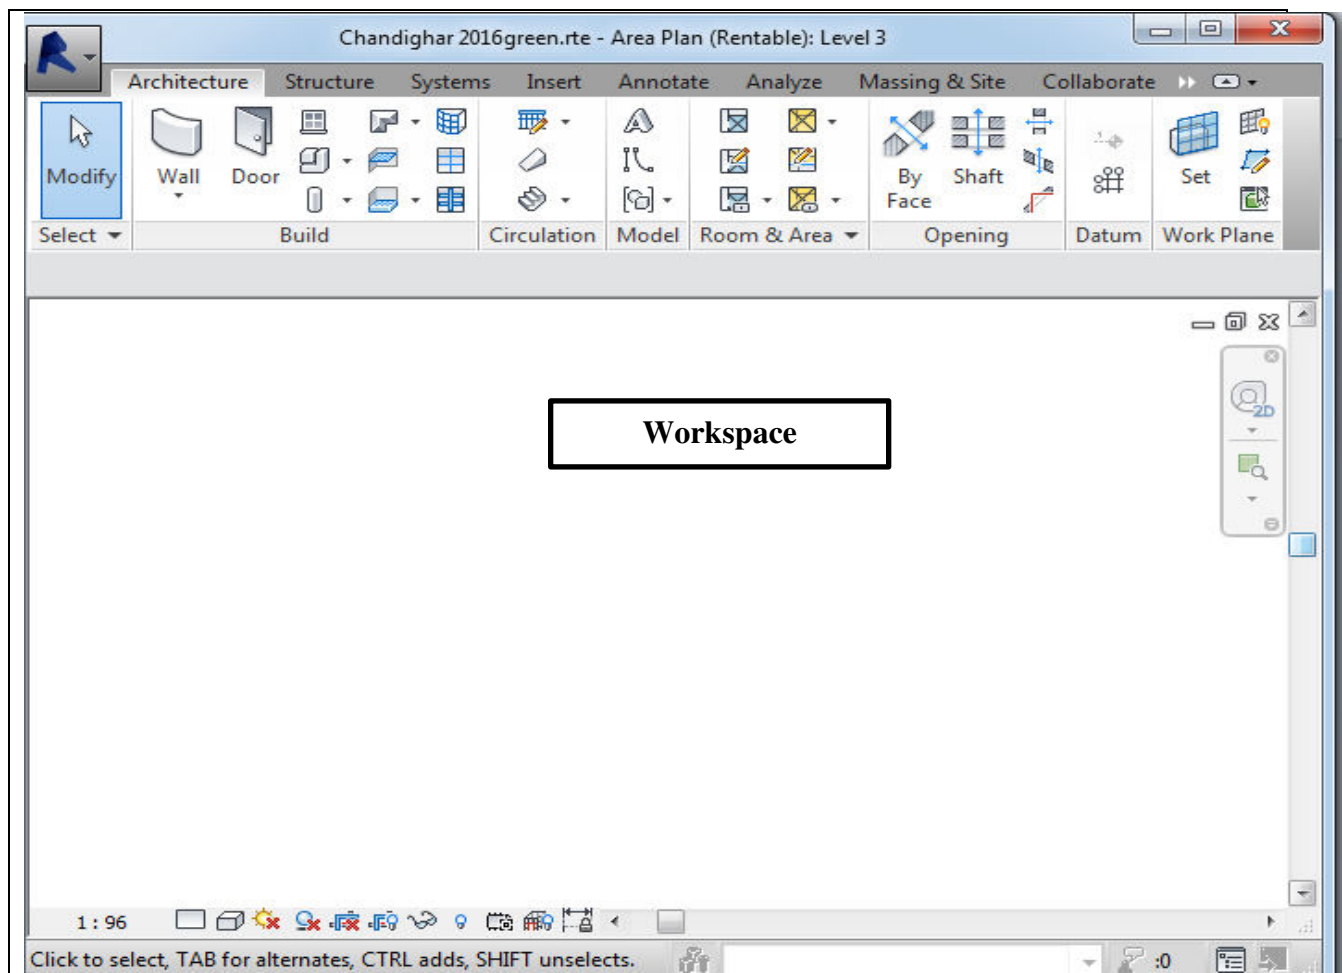 Chandighar 2016green.rte - Area Plan (Rentable): Level 3
Architecture Structure Systems Insert Annotate Analyze Massing & Site Collaborate
Modify Wall Door By Face Shaft Set
Select Build Circulation Model Room & Area Opening Datum Work Plane
2D
Workspace
1 : 96
Click to select, TAB for alternates, CTRL adds, SHIFT unselects. :0